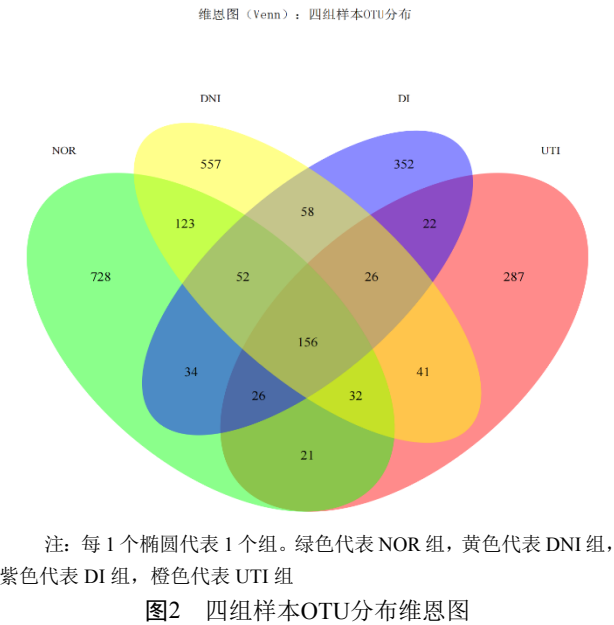 维恩图（Venn）：四组样本OTU分布
DNI
DI
NOR
UTI
557
352
58
123
22
728
52
26
287
156
34
41
26
32
21
注：每 1 个椭圆代表 1 个组。绿色代表 NOR 组，黄色代表 DNI 组，
紫色代表 DI 组，橙色代表 UTI 组
图2 四组样本OTU分布维恩图